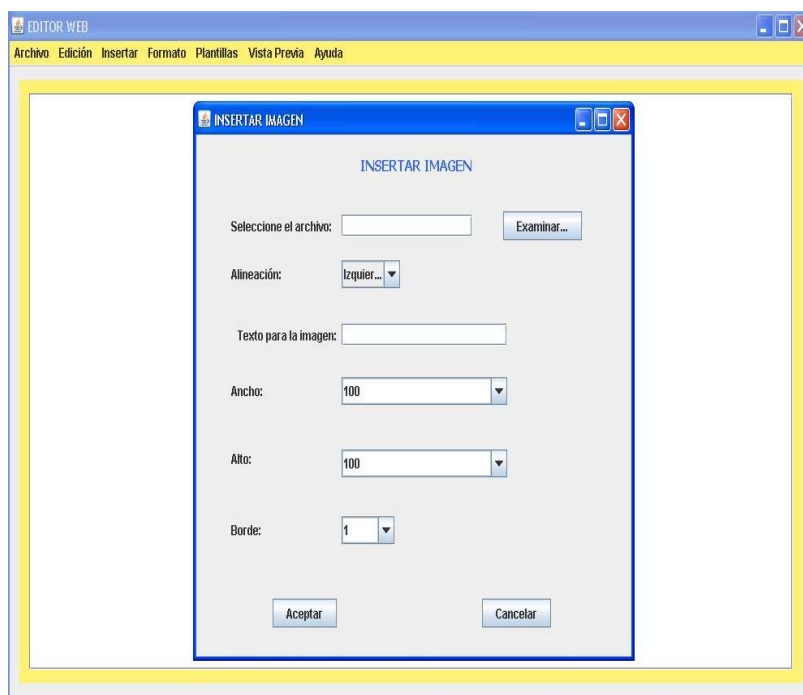 EDITOR WEB
Archivo Edición Insertar Formato Plantillas Vista Previa Ayuda
INSERTAR IMAGEN
INSERTAR IMAGEN
Seleccione el archivo: Examinar...
Alineación: Izquier...
Texto para la imagen:
Ancho: 100
Alto: 100
Borde: 1
Aceptar Cancelar